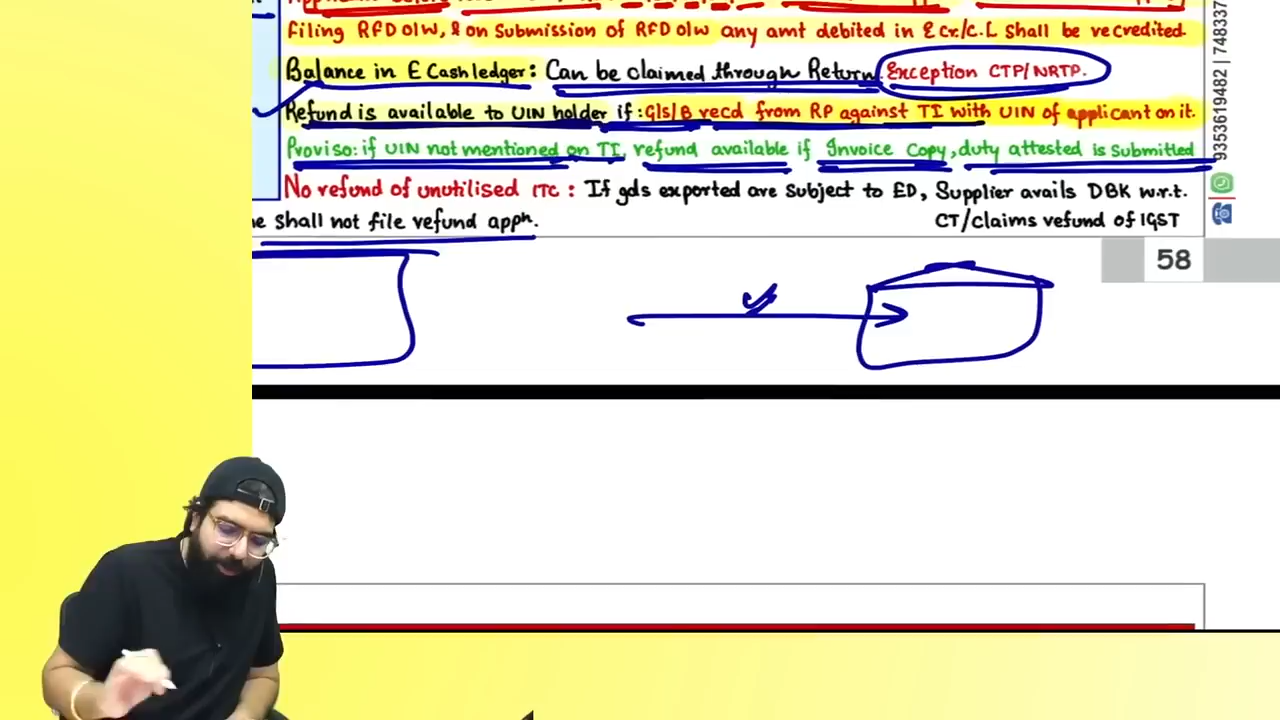 Filing RFD 01W, & on Submission of RFD 01W any amt debited in E Cr./C.L Shall be recredited.
Balance in E Cash ledger: Can be claimed through Return. Exception CTP/NRTP.
Refund is available to UIN holder if: G/s/B recd from RP against TI with UIN of applicant on it.
Proviso: if UIN not mentioned on TI, refund available if Invoice Copy, duty attested is Submitted
No refund of unutilised ITC: If gds exported are Subject to ED, Supplier avails DBK w.r.t.
e shall not file refund appn. CT/claims refund of IGST
58
9353619482 | 748337